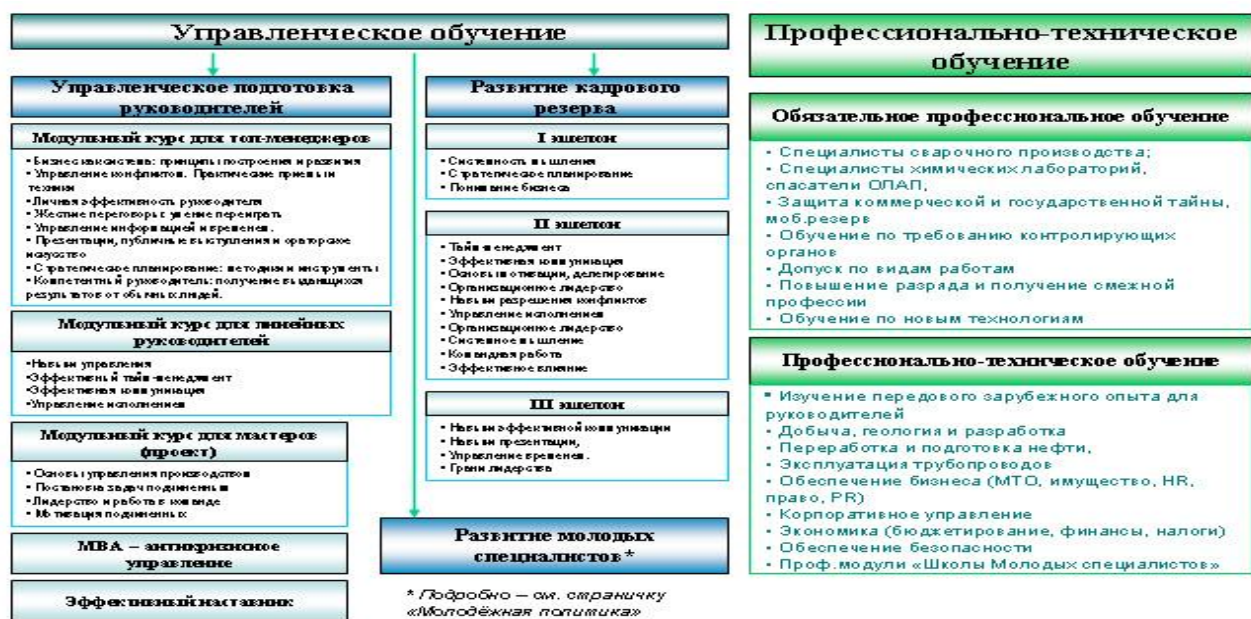 Управленческое обучение
Управленческое подготовка
руководителей
Модульный курс для топ-менеджеров
• Бизнес как система: принципы построения и развития
• Управление конфликтов. Практические приемы и
техники
• Личная эффективность руководителя
• Жесткие переговоры: умение переиграть
• Управление информацией и временем.
• Презентации, публичные выступления и ораторское
искусство
• Стратегическое планирование: методики и инструменты
• Компетентный руководитель: получение выдающихся
результатов от обычных людей.
Модульный курс для линейных
руководителей
•Навыки управления
•Эффективный тайм-менеджмент
•Эффективная коммуникация
•Управление исполнением
Модульный курс для мастеров
(проект)
• Основы управления производством
• Постановка задач подчиненным
• Лидерство и работа в команде
• Мотивация подчиненных
МВА – антикризисное
управление
Эффективный наставник
Развитие кадрового
резерва
I эшелон
• Системность мышления
• Стратегическое планирование
• Понимание бизнеса
II эшелон
• Тайм-менеджмент
• Эффективная коммуникация
• Основы мотивации, делегирование
• Организационное лидерство
• Навыки разрешения конфликтов
• Управление исполнением
• Организационное лидерство
• Системное мышление
• Командная работа
• Эффективное влияние
III эшелон
• Навыки эффективной коммуникации
• Навыки презентации,
• Управление временем.
• Грани лидерства
Развитие молодых
специалистов*
* Подробно – см. страничку
«Молодёжная политика»
Профессионально-техническое
обучение
Обязательное профессиональное обучение
• Специалисты сварочного производства;
• Специалисты химических лабораторий,
спасатели ОЛАП,
• Защита коммерческой и государственной тайны,
моб.резерв
• Обучение по требованию контролирующих
органов
• Допуск по видам работам
• Повышение разряда и получение смежной
профессии
• Обучение по новым технологиям
Профессионально-техническое обучение
▪ Изучение передового зарубежного опыта для
руководителей
• Добыча, геология и разработка
• Переработка и подготовка нефти,
• Эксплуатация трубопроводов
• Обеспечение бизнеса (МТО, имущество, HR,
право, PR)
• Корпоративное управление
• Экономика (бюджетирование, финансы, налоги)
• Обеспечение безопасности
• Проф.модули «Школы Молодых специалистов»